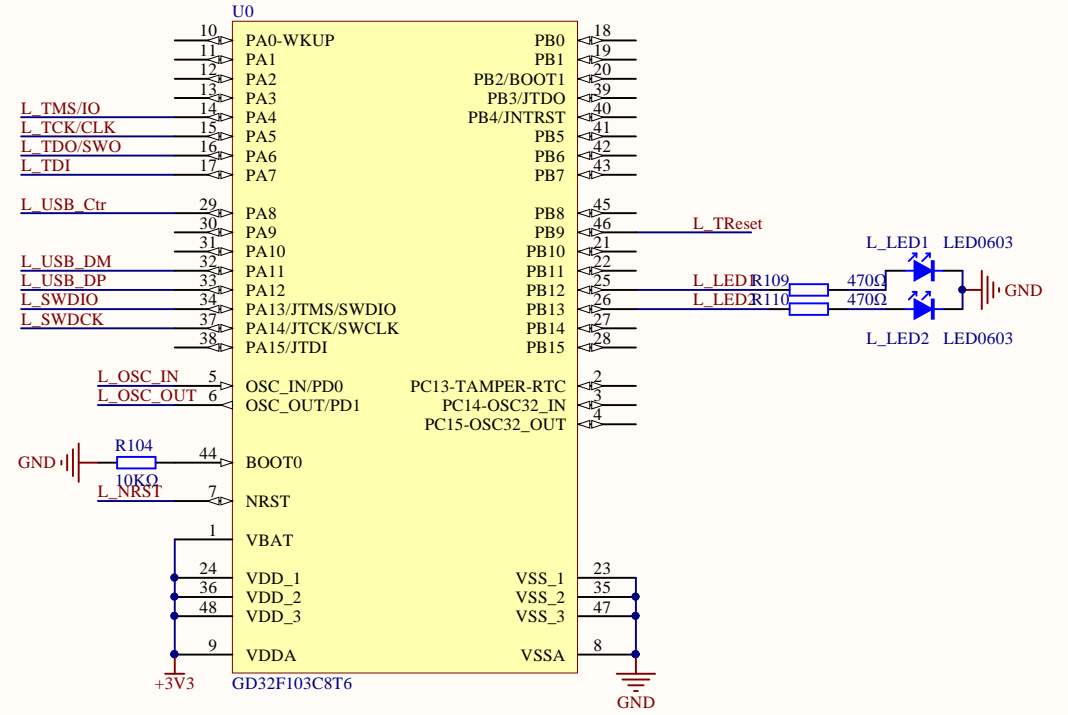 U0
10 PA0-WKUP PB0 18
11 PA1 PB1 19
12 PA2 PB2/BOOT1 20
13 PA3 PB3/JTDO 39
L_TMS/IO 14 PA4 PB4/JNTRST 40
L_TCK/CLK 15 PA5 PB5 41
L_TDO/SWO 16 PA6 PB6 42
L_TDI 17 PA7 PB7 43
L_USB_Ctr 29 PA8 PB8 45
30 PA9 PB9 46 L_TReset
31 PA10 PB10 21 L_LED1 LED0603
L_USB_DM 32 PA11 PB11 22
L_USB_DP 33 PA12 PB12 25 L_LED1 R109 470Ω GND
L_SWDIO 34 PA13/JTMS/SWDIO PB13 26 L_LED2 R110 470Ω
L_SWDCK 37 PA14/JTCK/SWCLK PB14 27
38 PA15/JTDI PB15 28 L_LED2 LED0603
L_OSC_IN 5 OSC_IN/PD0 PC13-TAMPER-RTC 2
L_OSC_OUT 6 OSC_OUT/PD1 PC14-OSC32_IN 3
PC15-OSC32_OUT 4
R104
GND 44 BOOT0
10KΩ
L_NRST 7 NRST
1 VBAT
24 VDD_1 VSS_1 23
36 VDD_2 VSS_2 35
48 VDD_3 VSS_3 47
9 VDDA VSSA 8
+3V3 GD32F103C8T6 GND